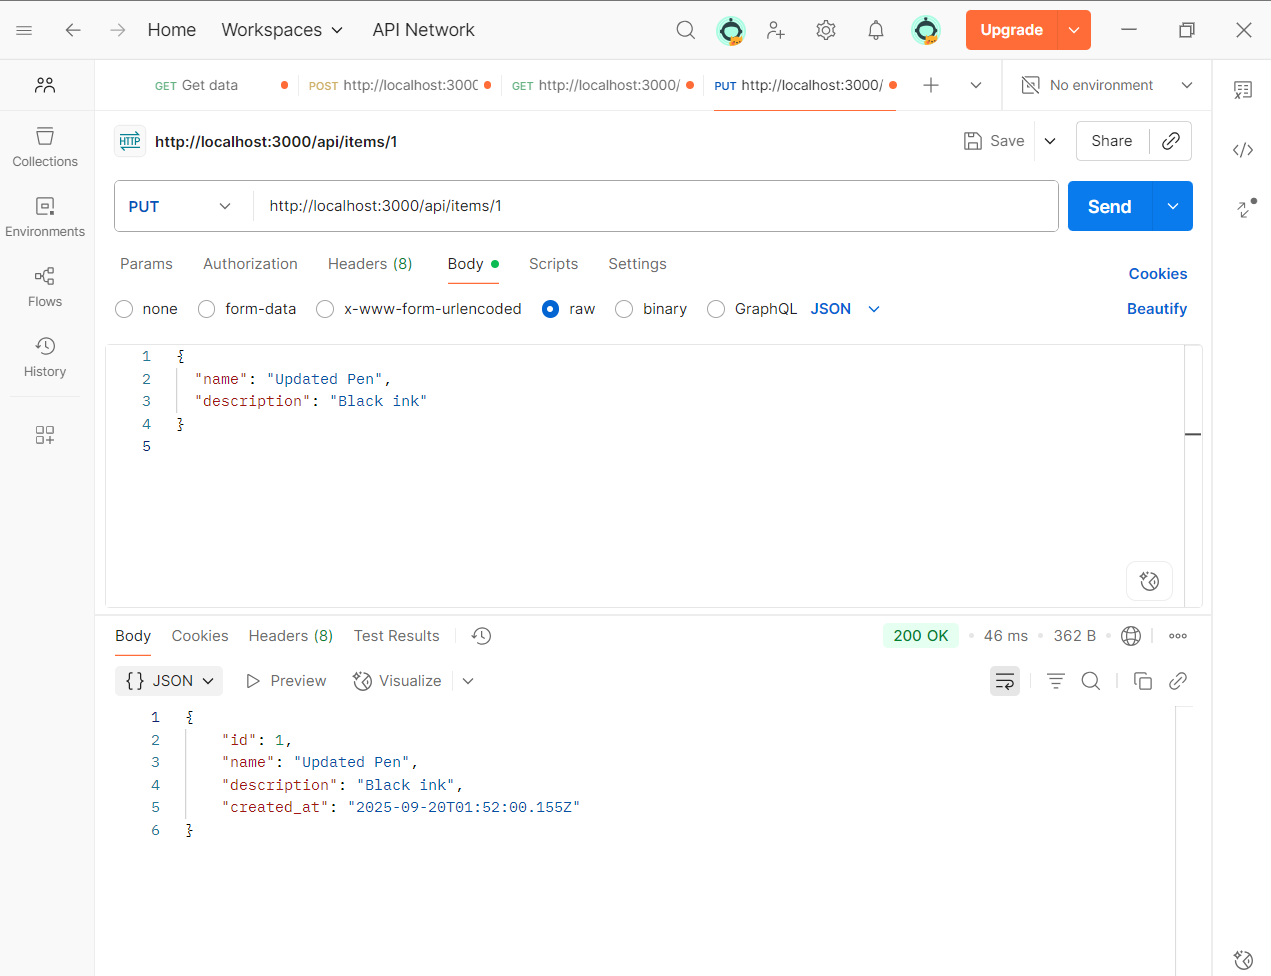 Home Workspaces API Network Upgrade
GET Get data POST http://localhost:3000 GET http://localhost:3000/ PUT http://localhost:3000/ No environment
HTTP http://localhost:3000/api/items/1 Save Share
Collections
Environments
Flows
History
PUT http://localhost:3000/api/items/1 Send
Params Authorization Headers (8) Body Scripts Settings Cookies
none form-data x-www-form-urlencoded raw binary GraphQL JSON Beautify
1 {
2 "name": "Updated Pen",
3 "description": "Black ink"
4 }
5
Body Cookies Headers (8) Test Results 200 OK 46 ms 362 B
{} JSON Preview Visualize
1 {
2 "id": 1,
3 "name": "Updated Pen",
4 "description": "Black ink",
5 "created_at": "2025-09-20T01:52:00.155Z"
6 }